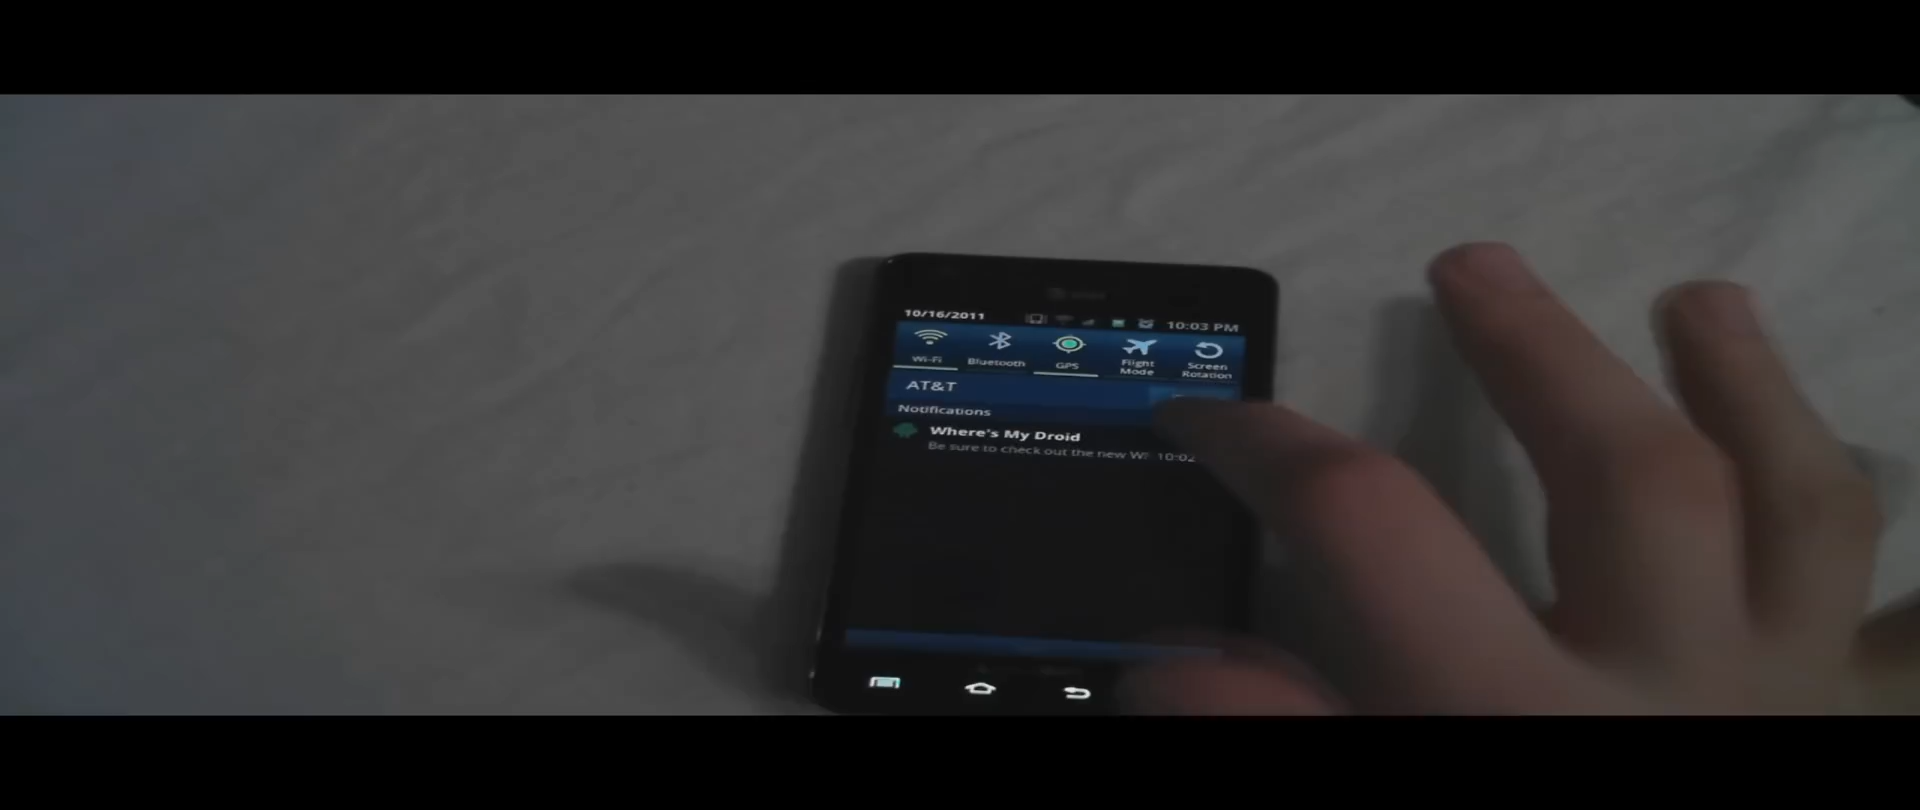 10/16/2011 10:03 PM
Wi-Fi Bluetooth GPS Flight Mode Screen Rotation
AT&T
Notifications
Where's My Droid
Be sure to check out the new 10:02